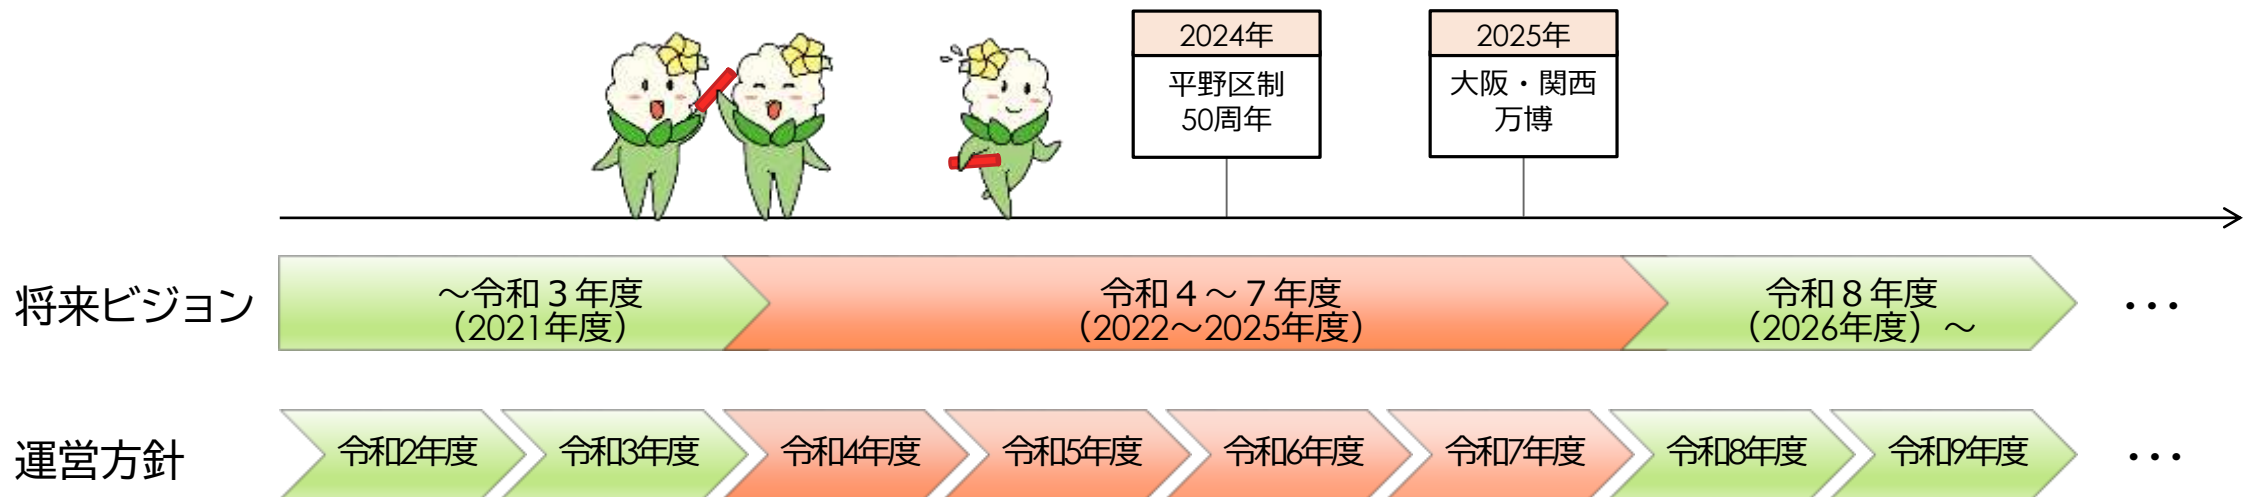 2024年
平野区制
50周年
2025年
大阪・関西
万博
将来ビジョン
～令和３年度
（2021年度）
令和４～７年度
（2022～2025年度）
令和８年度
（2026年度）～
・・・
運営方針
令和2年度
令和3年度
令和4年度
令和5年度
令和6年度
令和7年度
令和8年度
令和9年度
・・・